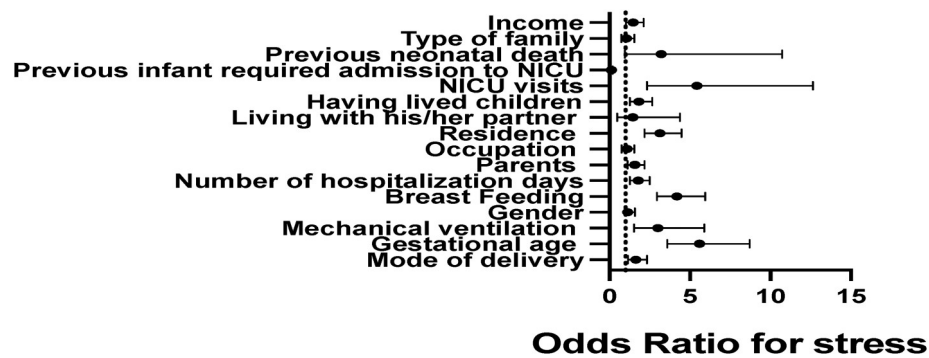 Income
Type of family
Previous neonatal death
Previous infant required admission to NICU
NICU visits
Having lived children
Living with his/her partner
Residence
Occupation
Parents
Number of hospitalization days
Breast Feeding
Gender
Mechanical ventilation
Gestational age
Mode of delivery
0 5 10 15
Odds Ratio for stress